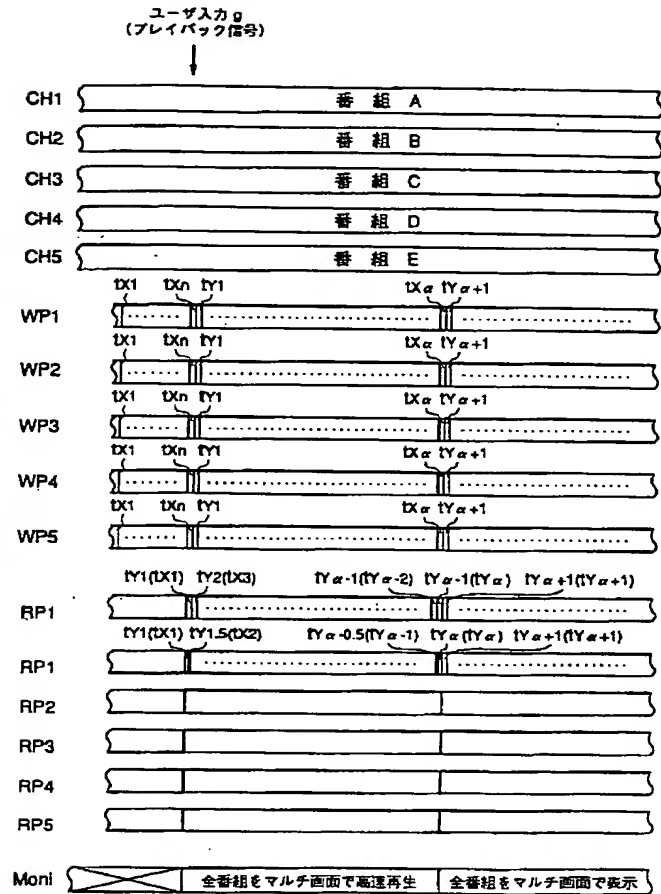 ユーザ入力 g
(プレイバック信号)
CH1 番 組 A
CH2 番 組 B
CH3 番 組 C
CH4 番 組 D
CH5 番 組 E
tX1 tXn tY1 tXα tYα+1
WP1
tX1 tXn tY1 tXα tYα+1
WP2
tX1 tXn tY1 tXα tYα+1
WP3
tX1 tXn tY1 tXα tYα+1
WP4
tX1 tXn tY1 tXα tYα+1
WP5
tY1(tX1) tY2(tX3) tYα-1(tYα-2) tYα-1(tYα) tYα+1(tYα+1)
RP1
tY1(tX1) tY1.5(tX2) tYα-0.5(tYα-1) tYα(tYα) tYα+1(tYα+1)
RP1
RP2
RP3
RP4
RP5
Moni 全番組をマルチ画面で高速再生 全番組をマルチ画面で表示